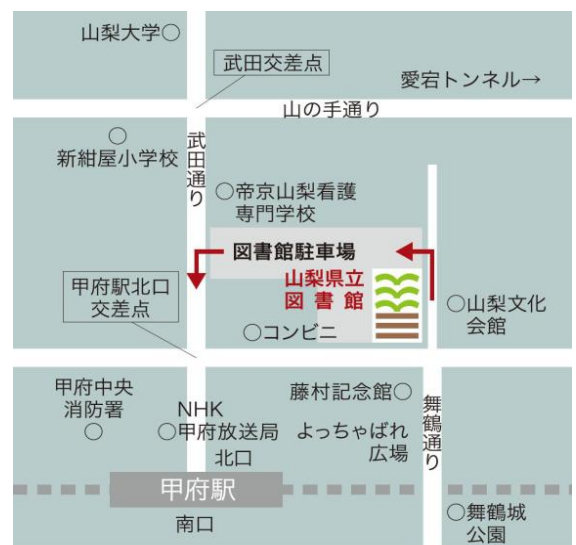 山梨大学
武田交差点
愛宕トンネル→
山の手通り
新紺屋小学校
武田通り
帝京山梨看護
専門学校
図書館駐車場
山梨県立
図書館
甲府駅北口
交差点
コンビニ
山梨文化
会館
甲府中央
消防署
NHK
甲府放送局
北口
藤村記念館
よっちゃばれ
広場
舞鶴通り
甲府駅
南口
舞鶴城
公園